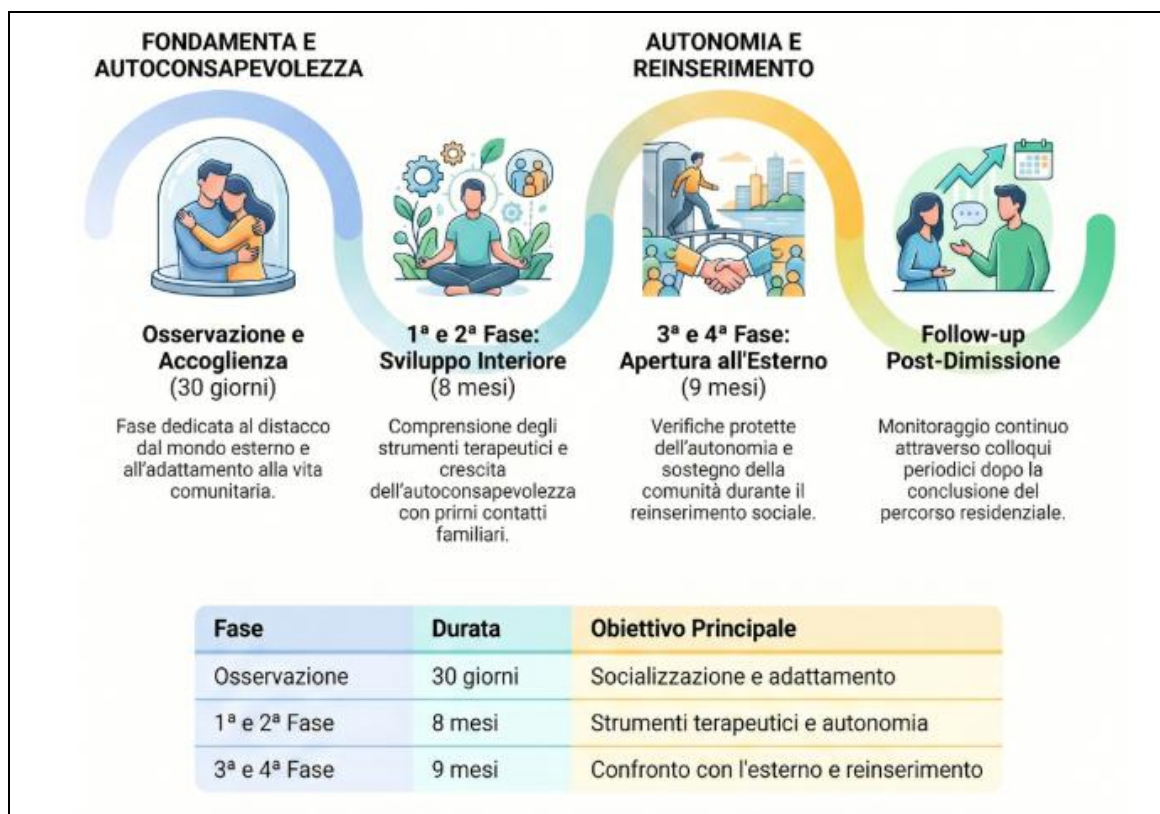 FONDAMENTA E
AUTOCONSAPEVOLEZZA
AUTONOMIA E
REINSERIMENTO
Osservazione e
Accoglienza
(30 giorni)
Fase dedicata al distacco
dal mondo esterno e
all'adattamento alla vita
comunitaria.
1ª e 2ª Fase:
Sviluppo Interiore
(8 mesi)
Comprensione degli
strumenti terapeutici e
crescita
dell'autoconsapevolezza
con primi contatti
familiari.
3ª e 4ª Fase:
Apertura all'Esterno
(9 mesi)
Verifiche protette
dell'autonomia e
sostegno della
comunità durante il
reinserimento sociale.
Follow-up
Post-Dimissione
Monitoraggio continuo
attraverso colloqui
periodici dopo la
conclusione del
percorso residenziale.
Fase Durata Obiettivo Principale
Osservazione 30 giorni Socializzazione e adattamento
1ª e 2ª Fase 8 mesi Strumenti terapeutici e autonomia
3ª e 4ª Fase 9 mesi Confronto con l'esterno e reinserimento